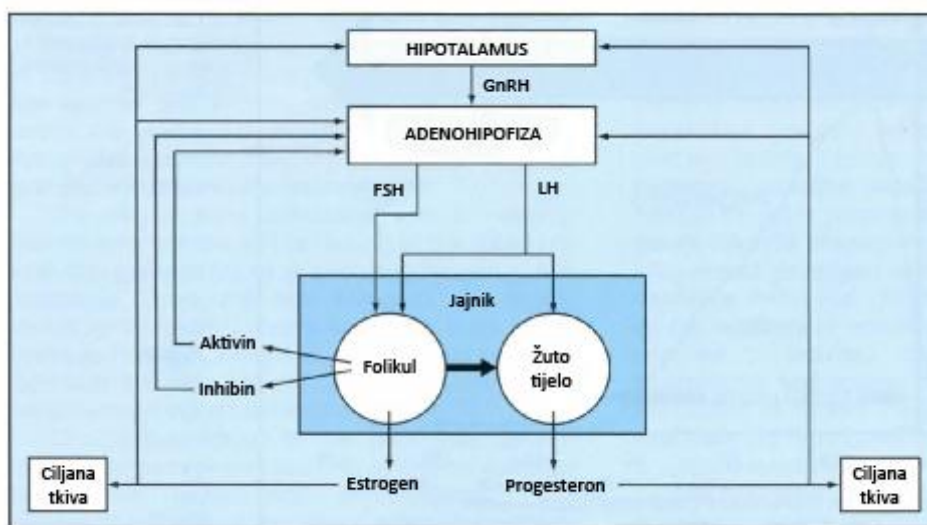 HIPOTALAMUS
GnRH
ADENOHIPOFIZA
FSH
LH
Jajnik
Aktivin
Folikul
Žuto
tijelo
Inhibin
Ciljana
tkiva
Estrogen
Progesteron
Ciljana
tkiva